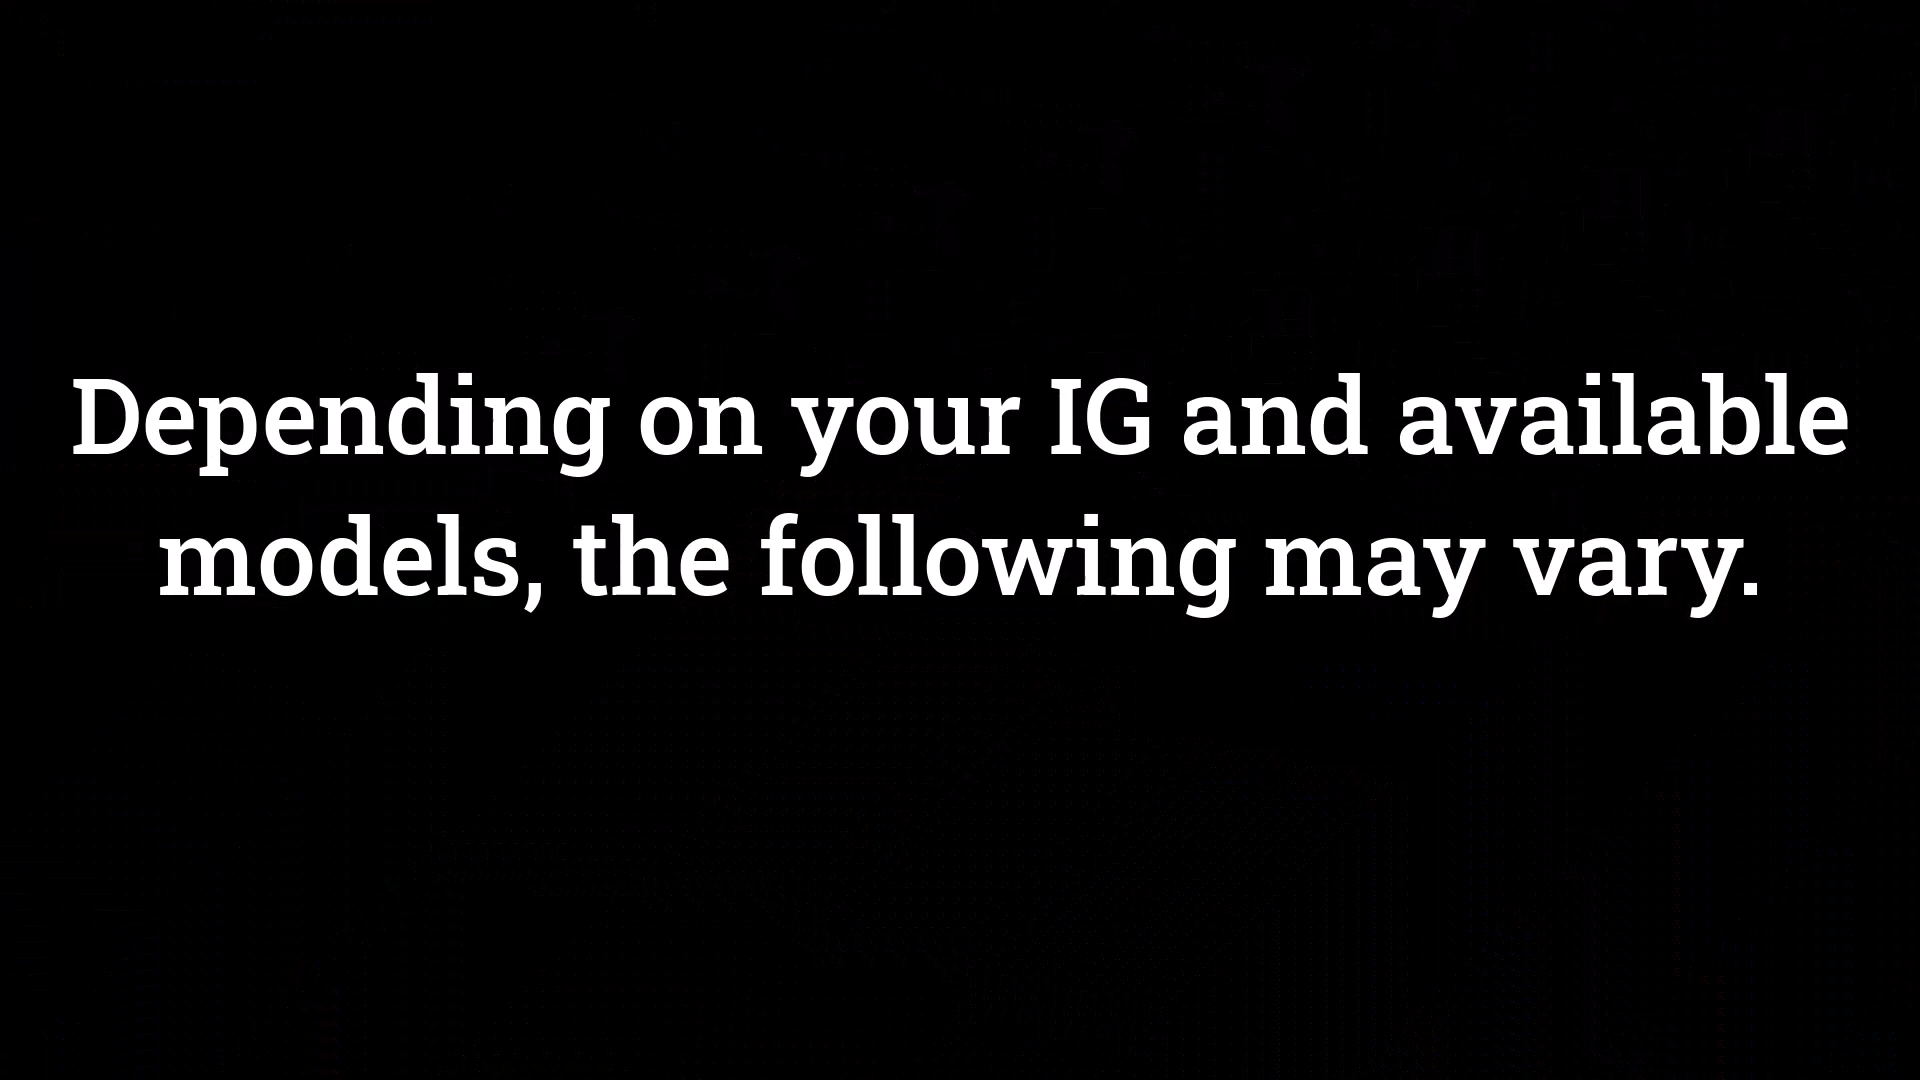 Depending on your IG and available
models, the following may vary.